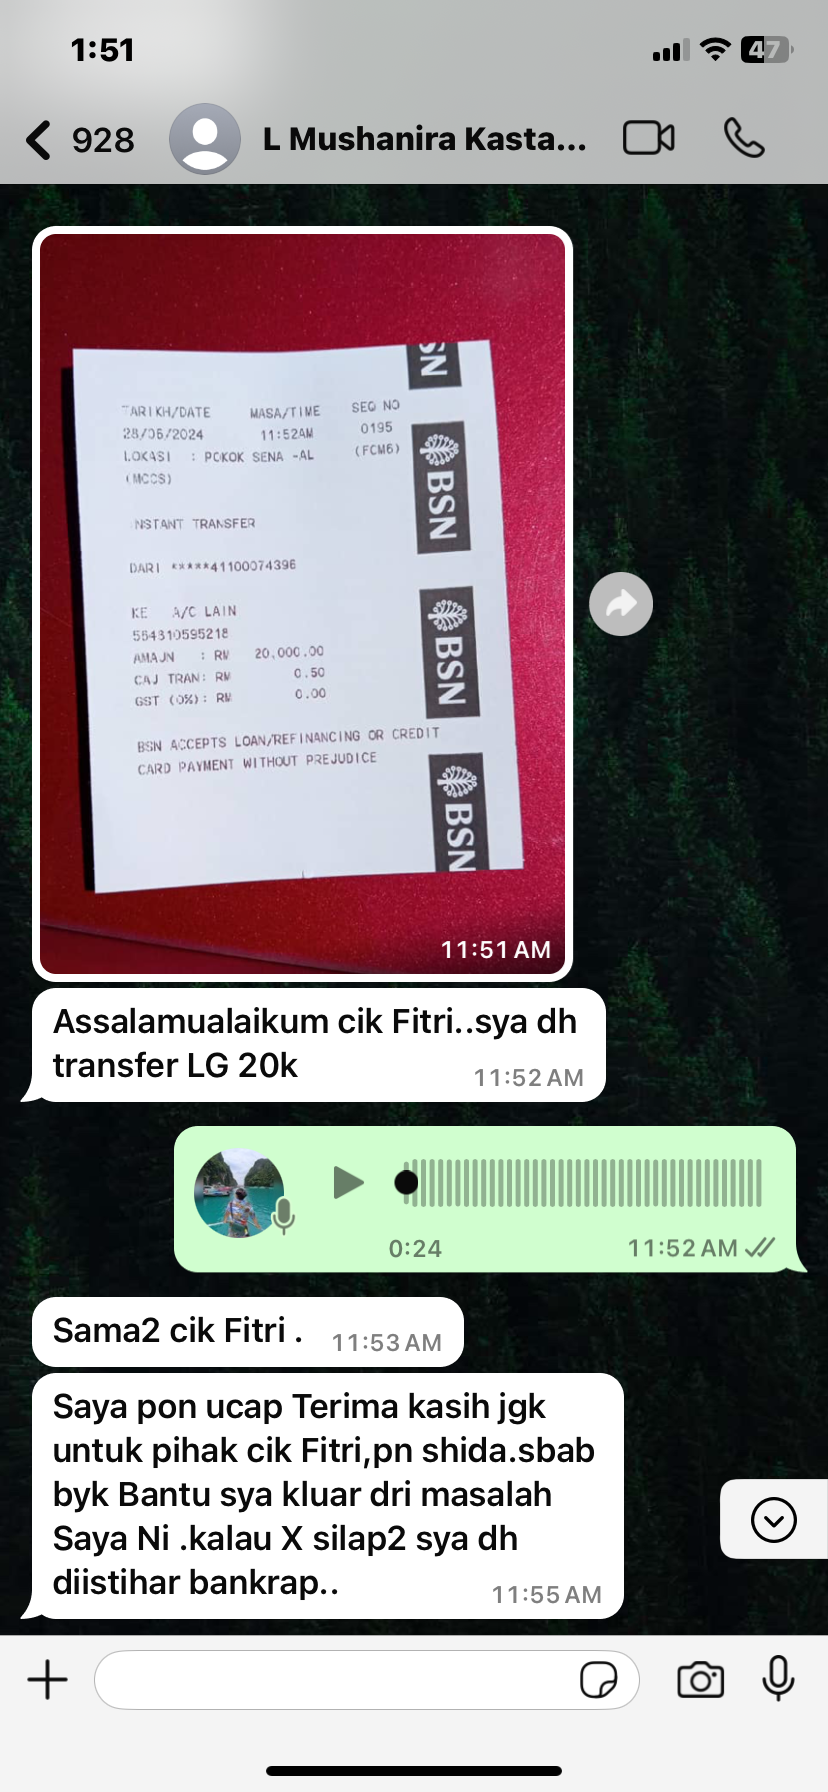 1:51
47
928
L Mushanira Kasta...
TARIKH/DATE MASA/TIME SEQ NO
28/06/2024 11:52AM 0195
LOKASI : POKOK SENA -AL (FCM6)
(MCCS)
INSTANT TRANSFER
DARI *****41100074396
KE A/C LAIN
564310595218
AMAUN : RM 20,000.00
CAJ TRAN: RM 0.50
GST (0%): RM 0.00
BSN ACCEPTS LOAN/REFINANCING OR CREDIT
CARD PAYMENT WITHOUT PREJUDICE
SN
BSN
BSN
BSN
11:51 AM
Assalamualaikum cik Fitri..sya dh
transfer LG 20k
11:52 AM
0:24
11:52 AM
Sama2 cik Fitri .
11:53 AM
Saya pon ucap Terima kasih jgk
untuk pihak cik Fitri,pn shida.sbab
byk Bantu sya kluar dri masalah
Saya Ni .kalau X silap2 sya dh
diistihar bankrap..
11:55 AM